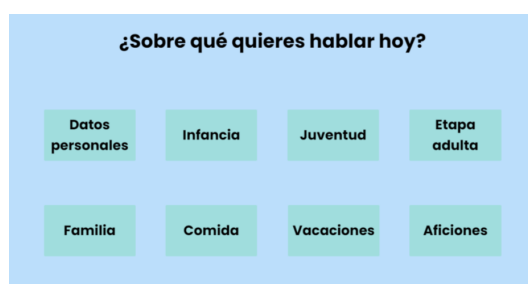 ¿Sobre qué quieres hablar hoy?
Datos
personales
Infancia
Juventud
Etapa
adulta
Familia
Comida
Vacaciones
Aficiones